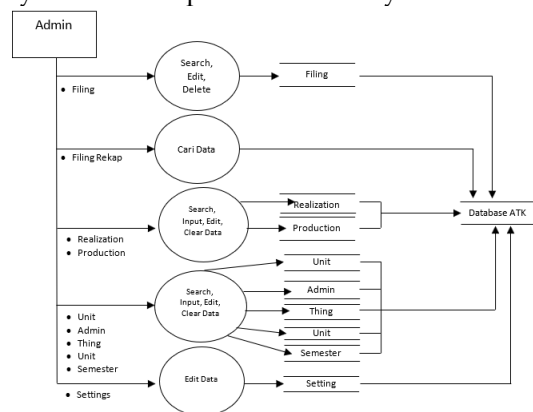 Admin
Search,
Edit,
Delete
Filing
• Filing
Cari Data
• Filing Rekap
Search,
Input, Edit,
Clear Data
Realization
Production
Database ATK
• Realization
• Production
Search,
Input, Edit,
Clear Data
Unit
Admin
Thing
Unit
Semester
• Unit
• Admin
• Thing
• Unit
• Semester
• Settings
Edit Data
Setting